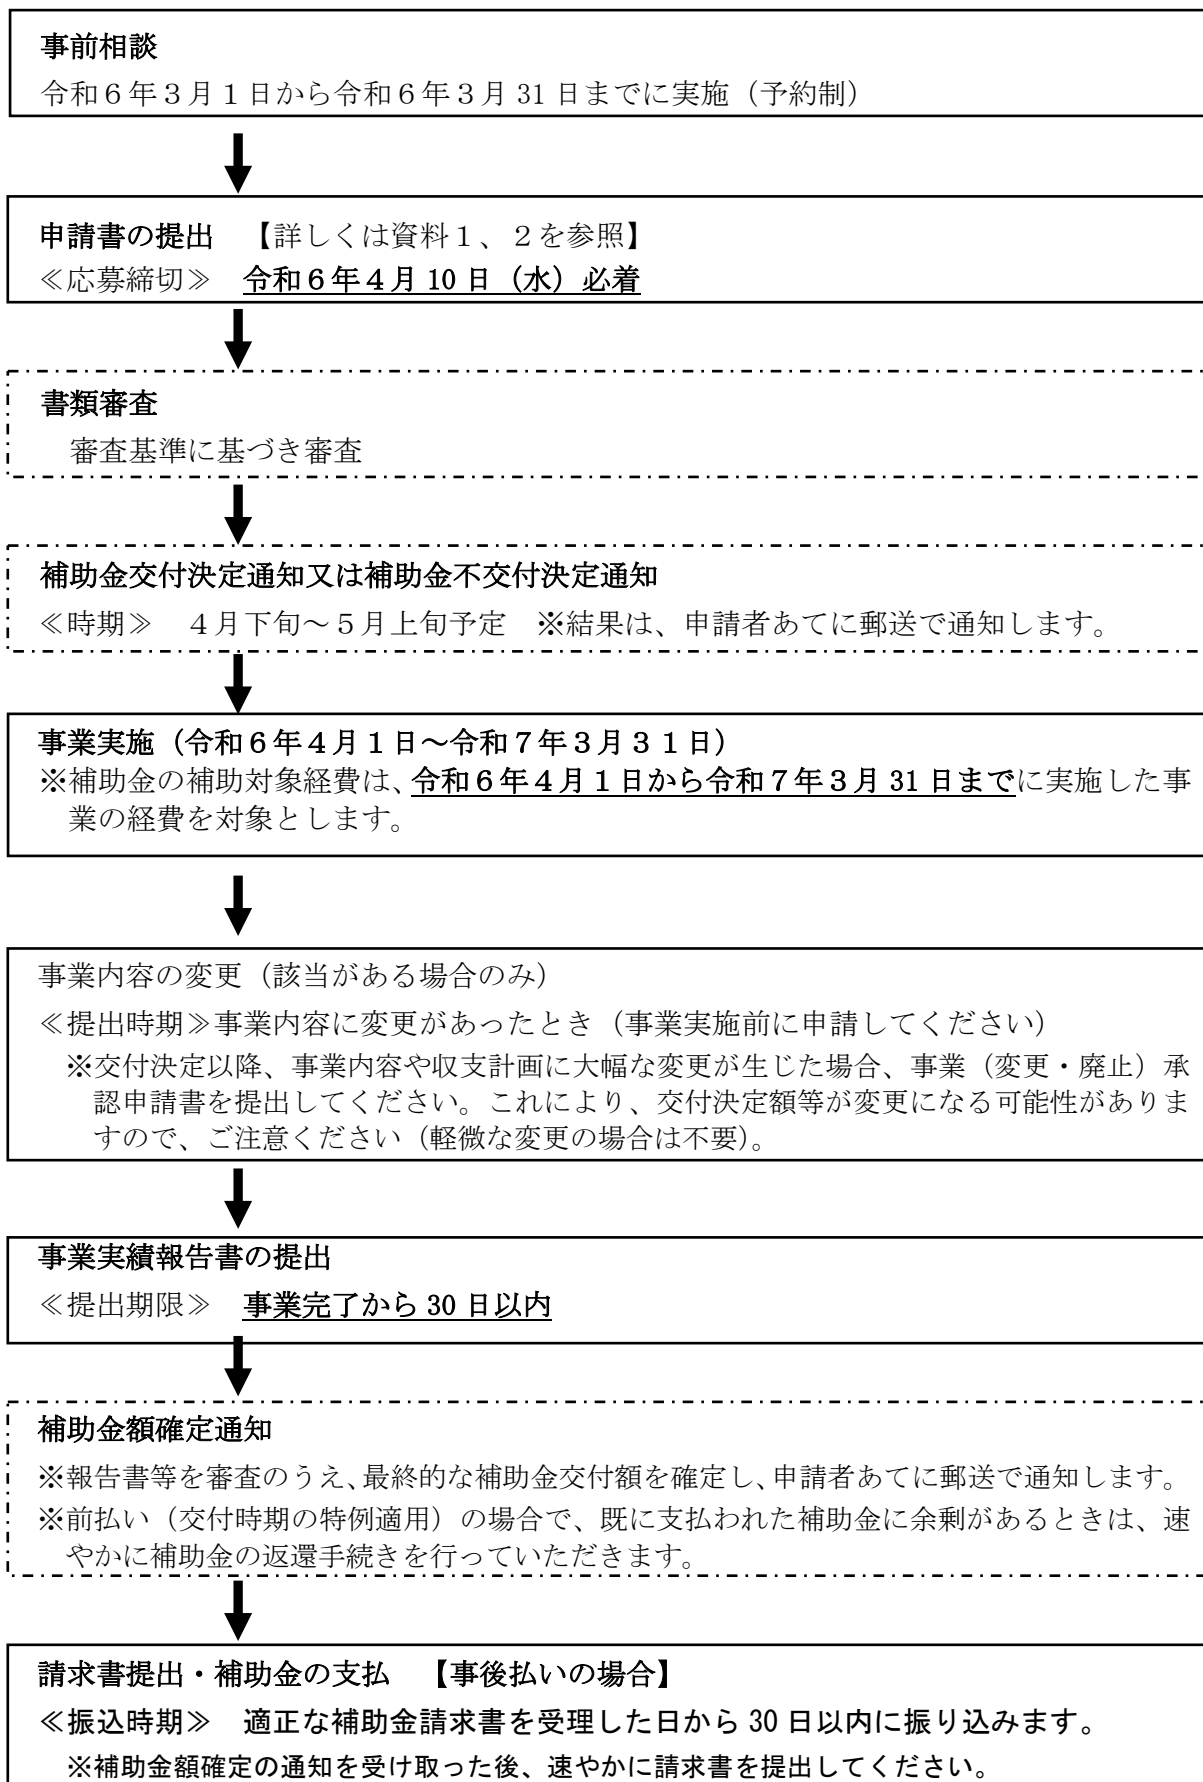 事前相談
令和６年３月１日から令和６年３月 31 日までに実施（予約制）
申請書の提出　【詳しくは資料１、２を参照】
≪応募締切≫　令和６年４月 10 日（水）必着
書類審査
審査基準に基づき審査
補助金交付決定通知又は補助金不交付決定通知
≪時期≫　４月下旬～５月上旬予定　※結果は、申請者あてに郵送で通知します。
事業実施（令和６年４月１日～令和７年３月３１日）
※補助金の補助対象経費は、令和６年４月１日から令和７年３月 31 日までに実施した事
業の経費を対象とします。
事業内容の変更（該当がある場合のみ）
≪提出時期≫事業内容に変更があったとき（事業実施前に申請してください）
※交付決定以降、事業内容や収支計画に大幅な変更が生じた場合、事業（変更・廃止）承
認申請書を提出してください。これにより、交付決定額等が変更になる可能性がありま
すので、ご注意ください（軽微な変更の場合は不要）。
事業実績報告書の提出
≪提出期限≫　事業完了から 30 日以内
補助金額確定通知
※報告書等を審査のうえ、最終的な補助金交付額を確定し、申請者あてに郵送で通知します。
※前払い（交付時期の特例適用）の場合で、既に支払われた補助金に余剰があるときは、速
やかに補助金の返還手続きを行っていただきます。
請求書提出・補助金の支払　【事後払いの場合】
≪振込時期≫　適正な補助金請求書を受理した日から 30 日以内に振り込みます。
※補助金額確定の通知を受け取った後、速やかに請求書を提出してください。